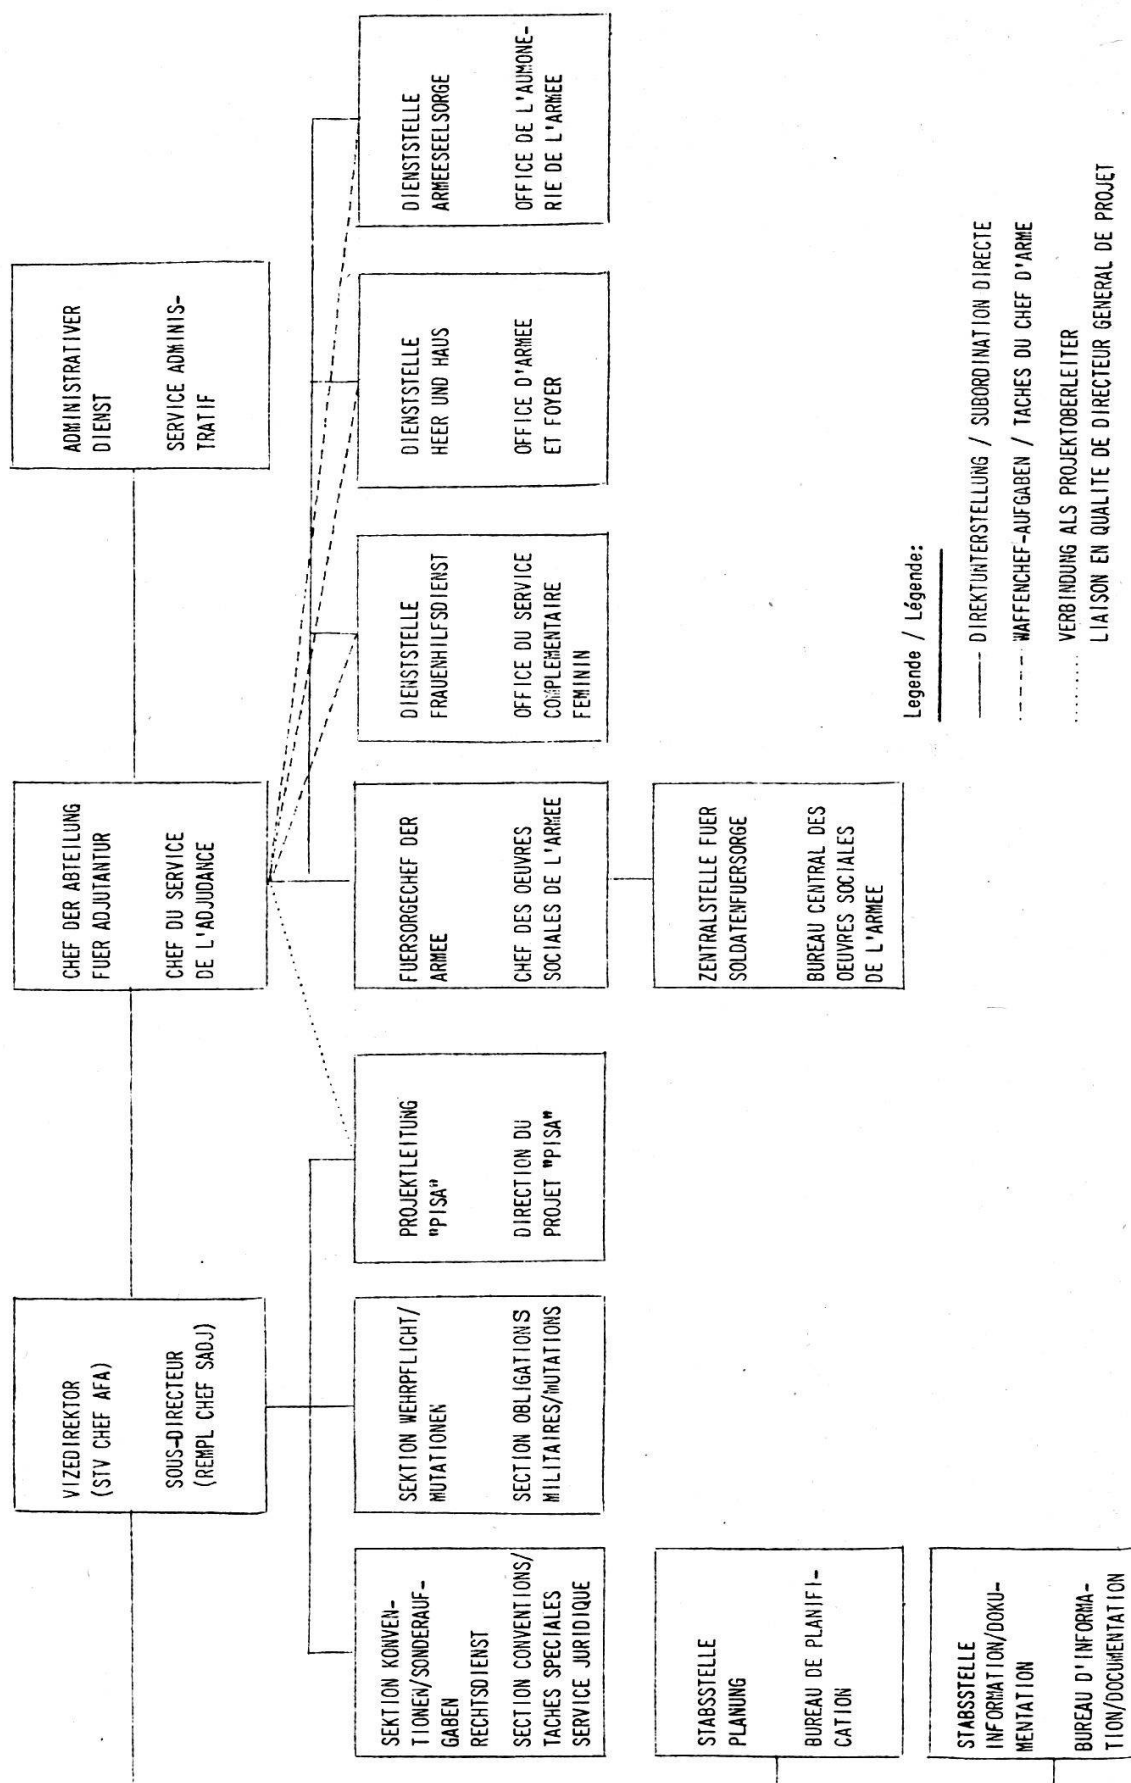 VIZEDIREKTOR
(STV CHEF AFA)
SOUS-DIRECTEUR
(REMPL CHEF SADJ)
CHEF DER ABTEILUNG
FUER ADJUTANTUR
CHEF DU SERVICE
DE L'ADJUDANCE
ADMINISTRATIVER
DIENST
SERVICE ADMINIS-
TRATIF
SEKTION KONVEN-
TIONEN/SONDERAUF-
GABEN
RECHTSDIENST
SECTION CONVENTIONS/
TACHES SPECIALES
SERVICE JURIDIQUE
SEKTION WEHRPFLICHT/
MUTATIONEN
SECTION OBLIGATIONS
MILITAIRES/MUTATIONS
PROJEKTLEITUNG
"PISA"
DIRECTION DU
PROJET "PISA"
FUERSORGECHEF DER
ARMEE
CHEF DES OEUVRES
SOCIALES DE L'ARMEE
DIENSTSTELLE
FRAUENHILFSDIENST
OFFICE DU SERVICE
COMPLEMENTAIRE
FEMININ
DIENSTSTELLE
HEER UND HAUS
OFFICE D'ARMEE
ET FOYER
DIENSTSTELLE
ARMEESEELSORGE
OFFICE DE L'AUMONE-
RIE DE L'ARMEE
STABSSTELLE
PLANUNG
BUREAU DE PLANIFI-
CATION
ZENTRALSTELLE FUER
SOLDATENFUERSORGE
BUREAU CENTRAL DES
OEUVRES SOCIALES
DE L'ARMEE
STABSSTELLE
INFORMATION/DOKU-
MENTATION
BUREAU D'INFORMA-
TION/DOCUMENTATION
Legende / Légende:
DIREKTUNTERSTELLUNG / SUBORDINATION DIRECTE
WAFFENCHEF-AUFGABEN / TACHES DU CHEF D'ARME
VERBINDUNG ALS PROJEKTOBERLEITER
LIAISON EN QUALITE DE DIRECTEUR GENERAL DE PROJET